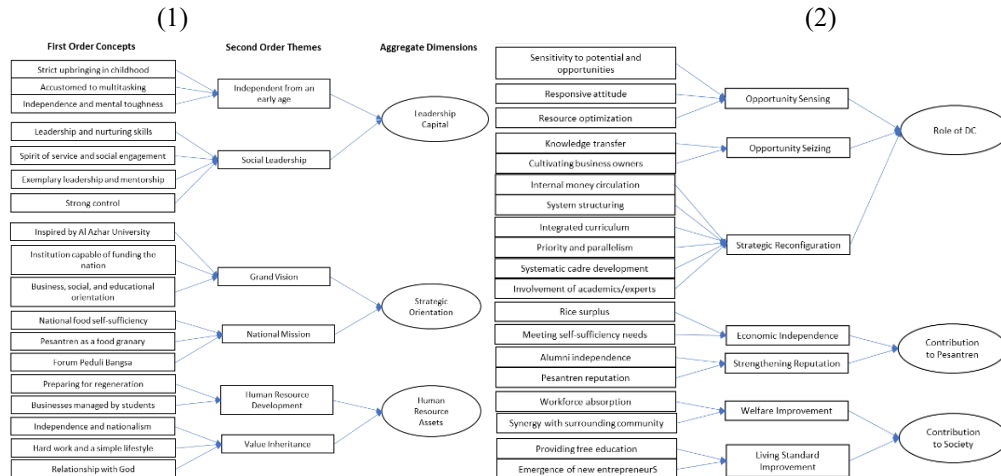 (1)
First Order Concepts
Second Order Themes
Aggregate Dimensions
Strict upbringing in childhood
Accustomed to multitasking
Independence and mental toughness
Independent from an
early age
Leadership
Capital
Leadership and nurturing skills
Spirit of service and social engagement
Exemplary leadership and mentorship
Strong control
Social Leadership
Inspired by Al Azhar University
Institution capable of funding the
nation
Business, social, and educational
orientation
Grand Vision
Strategic
Orientation
National food self-sufficiency
Pesantren as a food granary
Forum Peduli Bangsa
National Mission
Preparing for regeneration
Businesses managed by students
Human Resource
Development
Human
Resource
Assets
Independence and nationalism
Hard work and a simple lifestyle
Relationship with God
Value Inheritance
(2)
Sensitivity to potential and
opportunities
Responsive attitude
Resource optimization
Opportunity Sensing
Role of DC
Knowledge transfer
Cultivating business owners
Opportunity Seizing
Internal money circulation
System structuring
Integrated curriculum
Priority and parallelism
Systematic cadre development
Involvement of academics/experts
Strategic Reconfiguration
Rice surplus
Meeting self-sufficiency needs
Economic Independence
Contribution
to Pesantren
Alumni independence
Pesantren reputation
Strengthening Reputation
Workforce absorption
Synergy with surrounding community
Welfare Improvement
Contribution
to Society
Providing free education
Emergence of new entrepreneurS
Living Standard
Improvement